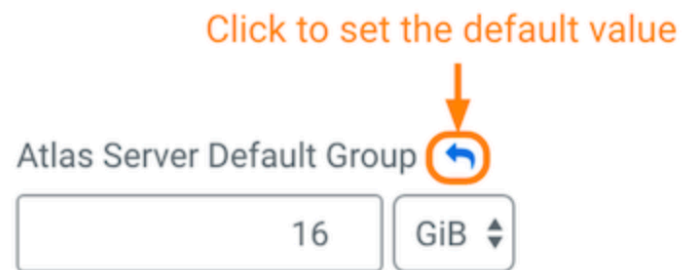 Click to set the default value
Atlas Server Default Group
16 GiB